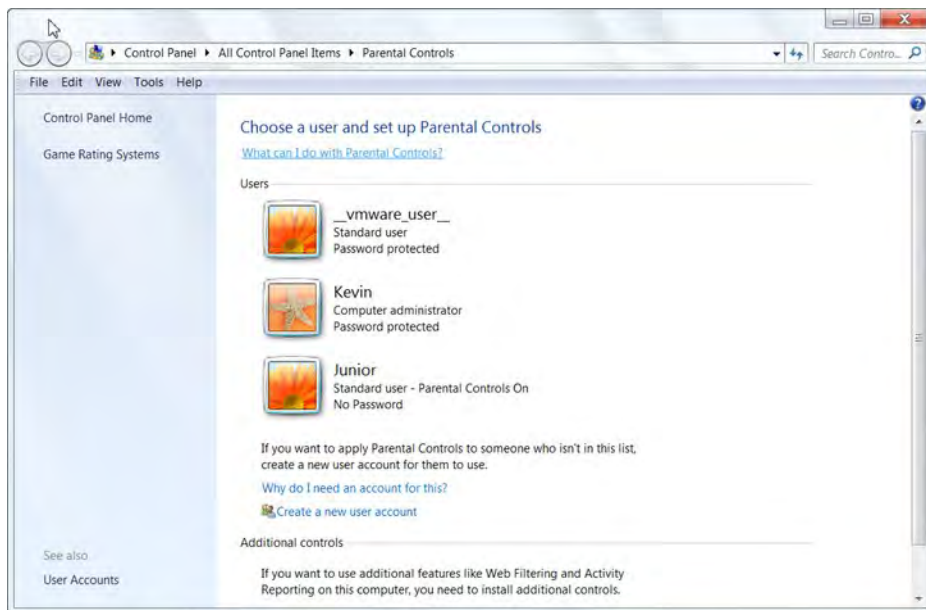 Control Panel ▸ All Control Panel Items ▸ Parental Controls
Search Contro...
File Edit View Tools Help
Control Panel Home
Game Rating Systems
Choose a user and set up Parental Controls
What can I do with Parental Controls?
Users
__vmware_user__
Standard user
Password protected
Kevin
Computer administrator
Password protected
Junior
Standard user - Parental Controls On
No Password
If you want to apply Parental Controls to someone who isn't in this list,
create a new user account for them to use.
Why do I need an account for this?
Create a new user account
Additional controls
If you want to use additional features like Web Filtering and Activity
Reporting on this computer, you need to install additional controls.
See also
User Accounts